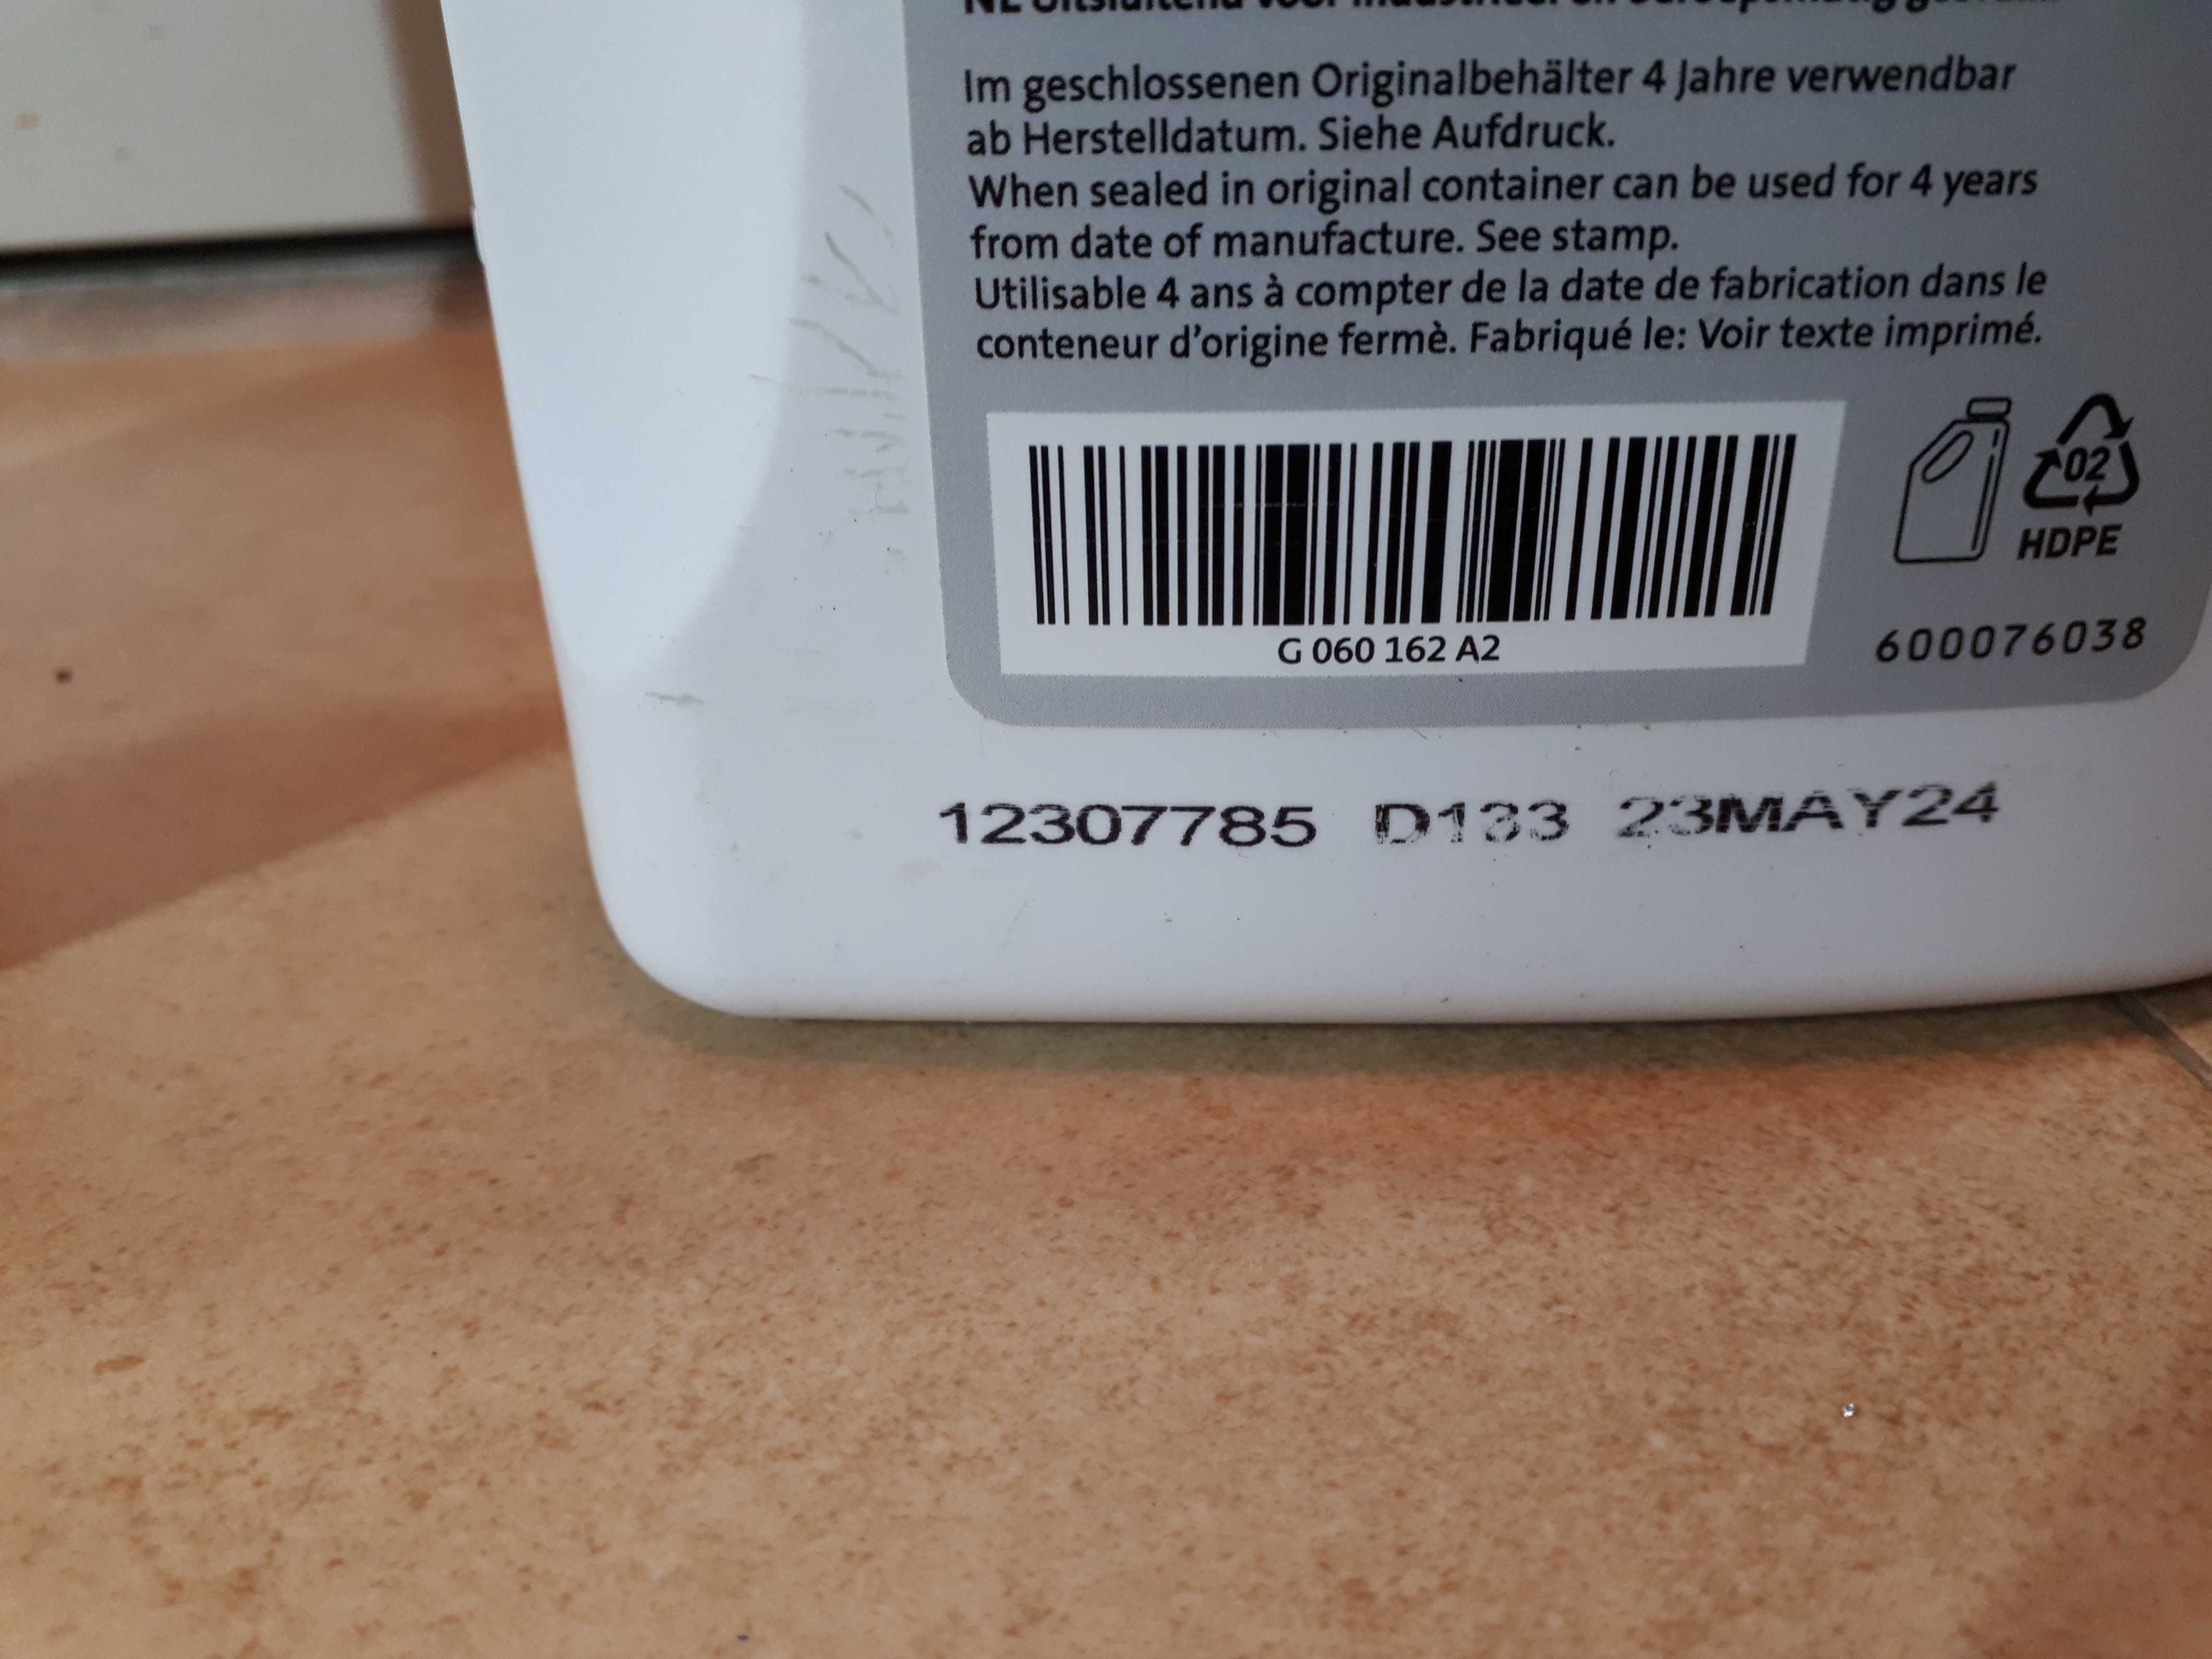 Im geschlossenen Originalbehälter 4 Jahre verwendbar
ab Herstelldatum. Siehe Aufdruck.
When sealed in original container can be used for 4 years
from date of manufacture. See stamp.
Utilisable 4 ans à compter de la date de fabrication dans le
conteneur d'origine fermè. Fabriqué le: Voir texte imprimé.
G 060 162 A2
02
HDPE
600076038
12307785 D133 23MAY24